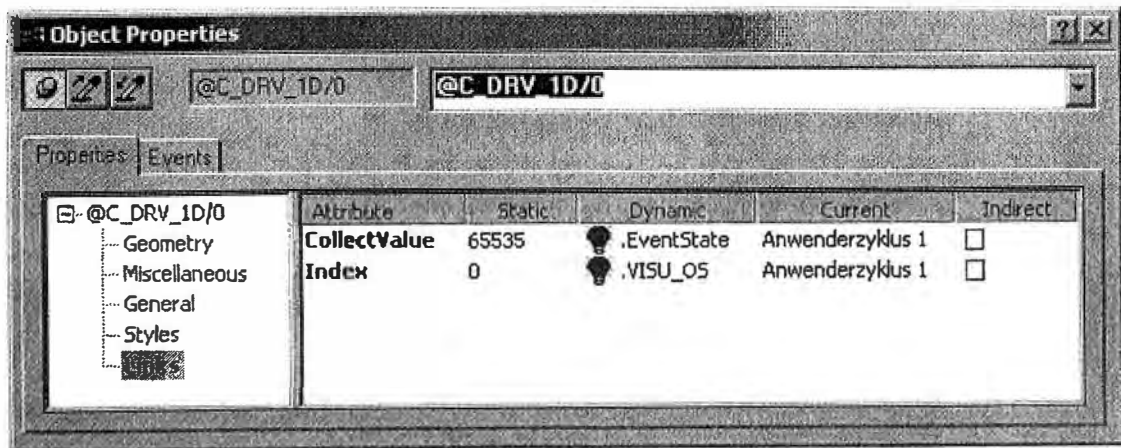 Object Properties
@C_DRV_1D/0 @C_DRV_1D/0
Properties Events
@C_DRV_1D/0
Geometry
Miscellaneous
General
Styles
Links
Attribute Static Dynamic Current Indirect
CollectValue 65535 .EventState Anwenderzyklus 1
Index 0 .VISU_OS Anwenderzyklus 1